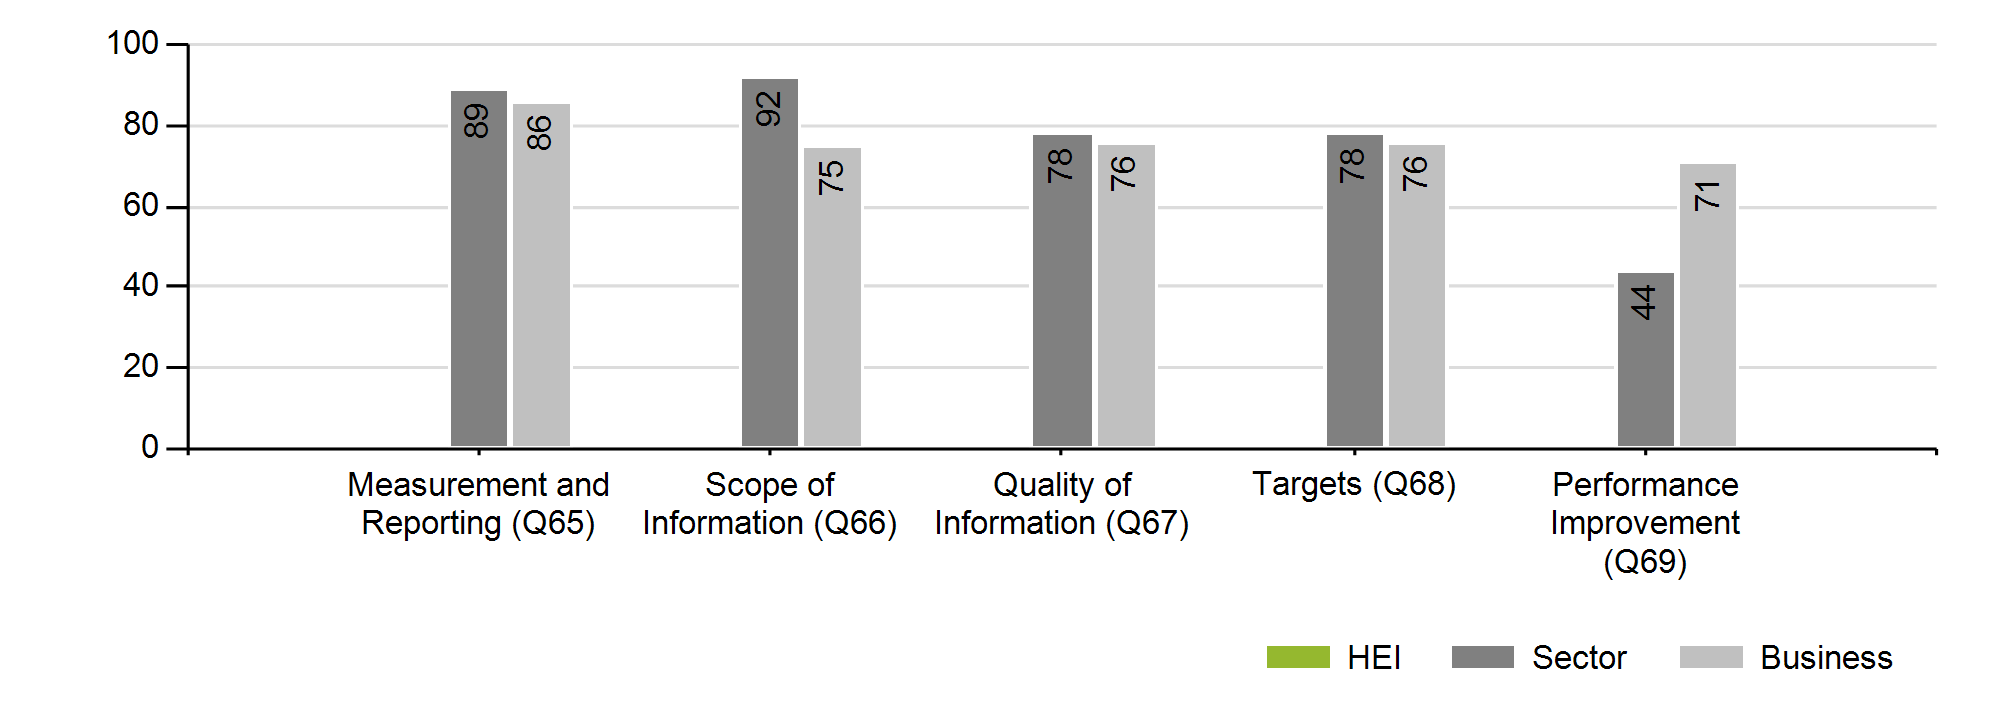 100
80
60
40
20
0
89
86
92
75
78
76
78
76
44
71
Measurement and
Reporting (Q65)
Scope of
Information (Q66)
Quality of
Information (Q67)
Targets (Q68)
Performance
Improvement
(Q69)
HEI
Sector
Business